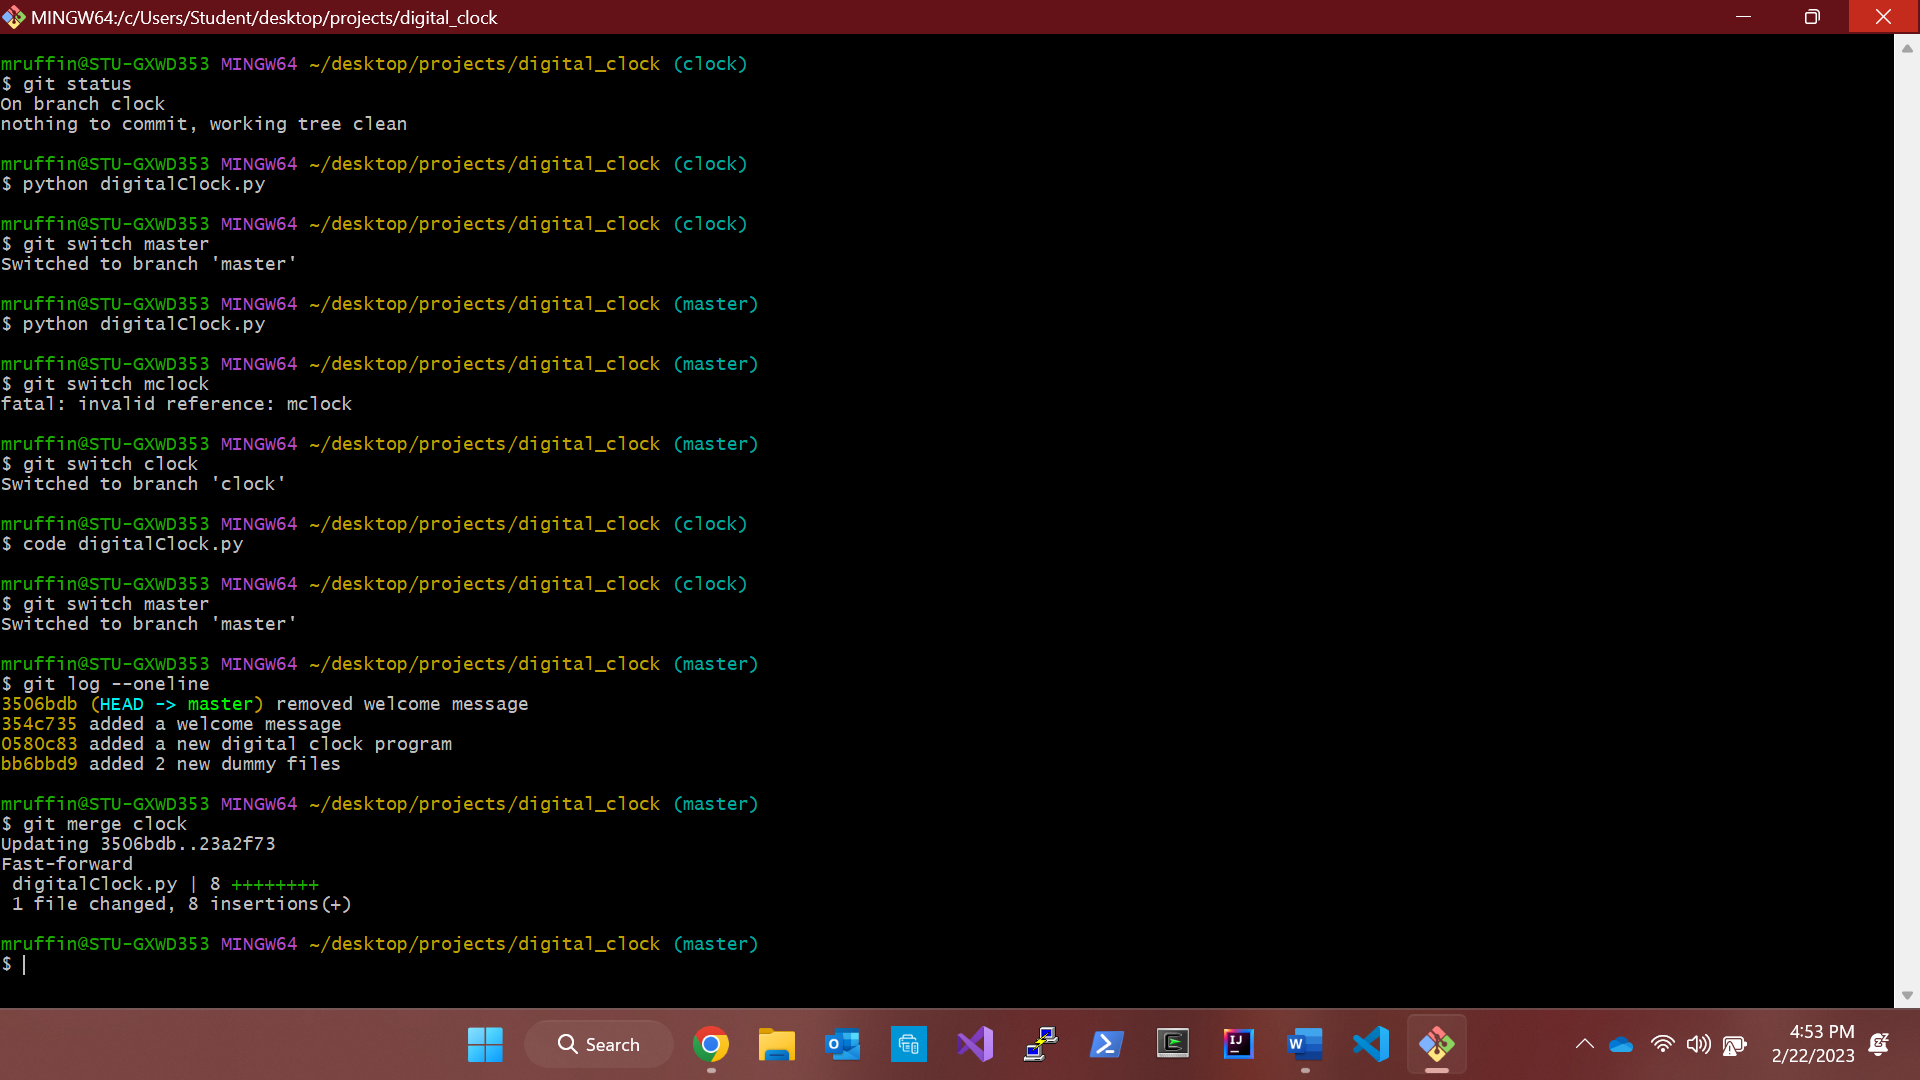 MINGW64:/c/Users/Student/desktop/projects/digital_clock
mruffin@STU-GXWD353 MINGW64 ~/desktop/projects/digital_clock (clock)
$ git status
On branch clock
nothing to commit, working tree clean
mruffin@STU-GXWD353 MINGW64 ~/desktop/projects/digital_clock (clock)
$ python digitalClock.py
mruffin@STU-GXWD353 MINGW64 ~/desktop/projects/digital_clock (clock)
$ git switch master
Switched to branch 'master'
mruffin@STU-GXWD353 MINGW64 ~/desktop/projects/digital_clock (master)
$ python digitalClock.py
mruffin@STU-GXWD353 MINGW64 ~/desktop/projects/digital_clock (master)
$ git switch mclock
fatal: invalid reference: mclock
mruffin@STU-GXWD353 MINGW64 ~/desktop/projects/digital_clock (master)
$ git switch clock
Switched to branch 'clock'
mruffin@STU-GXWD353 MINGW64 ~/desktop/projects/digital_clock (clock)
$ code digitalClock.py
mruffin@STU-GXWD353 MINGW64 ~/desktop/projects/digital_clock (clock)
$ git switch master
Switched to branch 'master'
mruffin@STU-GXWD353 MINGW64 ~/desktop/projects/digital_clock (master)
$ git log --oneline
3506bdb (HEAD -> master) removed welcome message
354c735 added a welcome message
0580c83 added a new digital clock program
bb6bbd9 added 2 new dummy files
mruffin@STU-GXWD353 MINGW64 ~/desktop/projects/digital_clock (master)
$ git merge clock
Updating 3506bdb..23a2f73
Fast-forward
 digitalClock.py | 8 ++++++++
 1 file changed, 8 insertions(+)
mruffin@STU-GXWD353 MINGW64 ~/desktop/projects/digital_clock (master)
$
Search
4:53 PM
2/22/2023